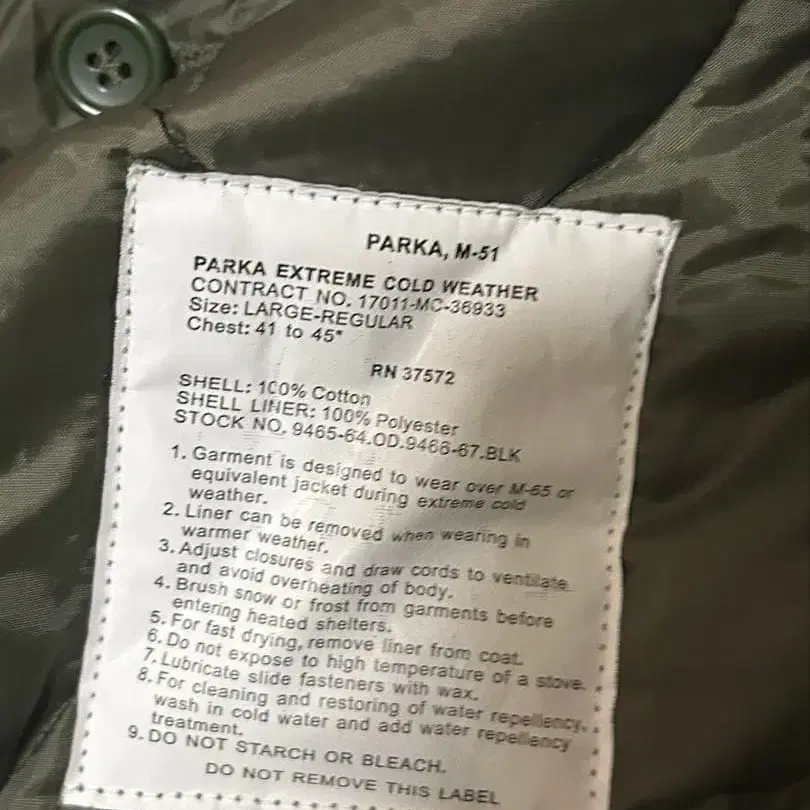 PARKA, M-51
PARKA EXTREME COLD WEATHER
CONTRACT NO. 17011-MC-36933
Size: LARGE-REGULAR
Chest: 41 to 45"
RN 37572
SHELL: 100% Cotton
SHELL LINER: 100% Polyester
STOCK NO. 9465-64.OD.9466-67.BLK
1. Garment is designed to wear over M-65 or
equivalent jacket during extreme cold
weather.
2. Liner can be removed when wearing in
warmer weather.
3. Adjust closures and draw cords to ventilate
and avoid overheating of body.
4. Brush snow or frost from garments before
entering heated shelters.
5. For fast drying, remove liner from coat.
6. Do not expose to high temperature of a stove.
7. Lubricate slide fasteners with wax.
8. For cleaning and restoring of water repellency,
wash in cold water and add water repellency
treatment.
9. DO NOT STARCH OR BLEACH.
DO NOT REMOVE THIS LABEL